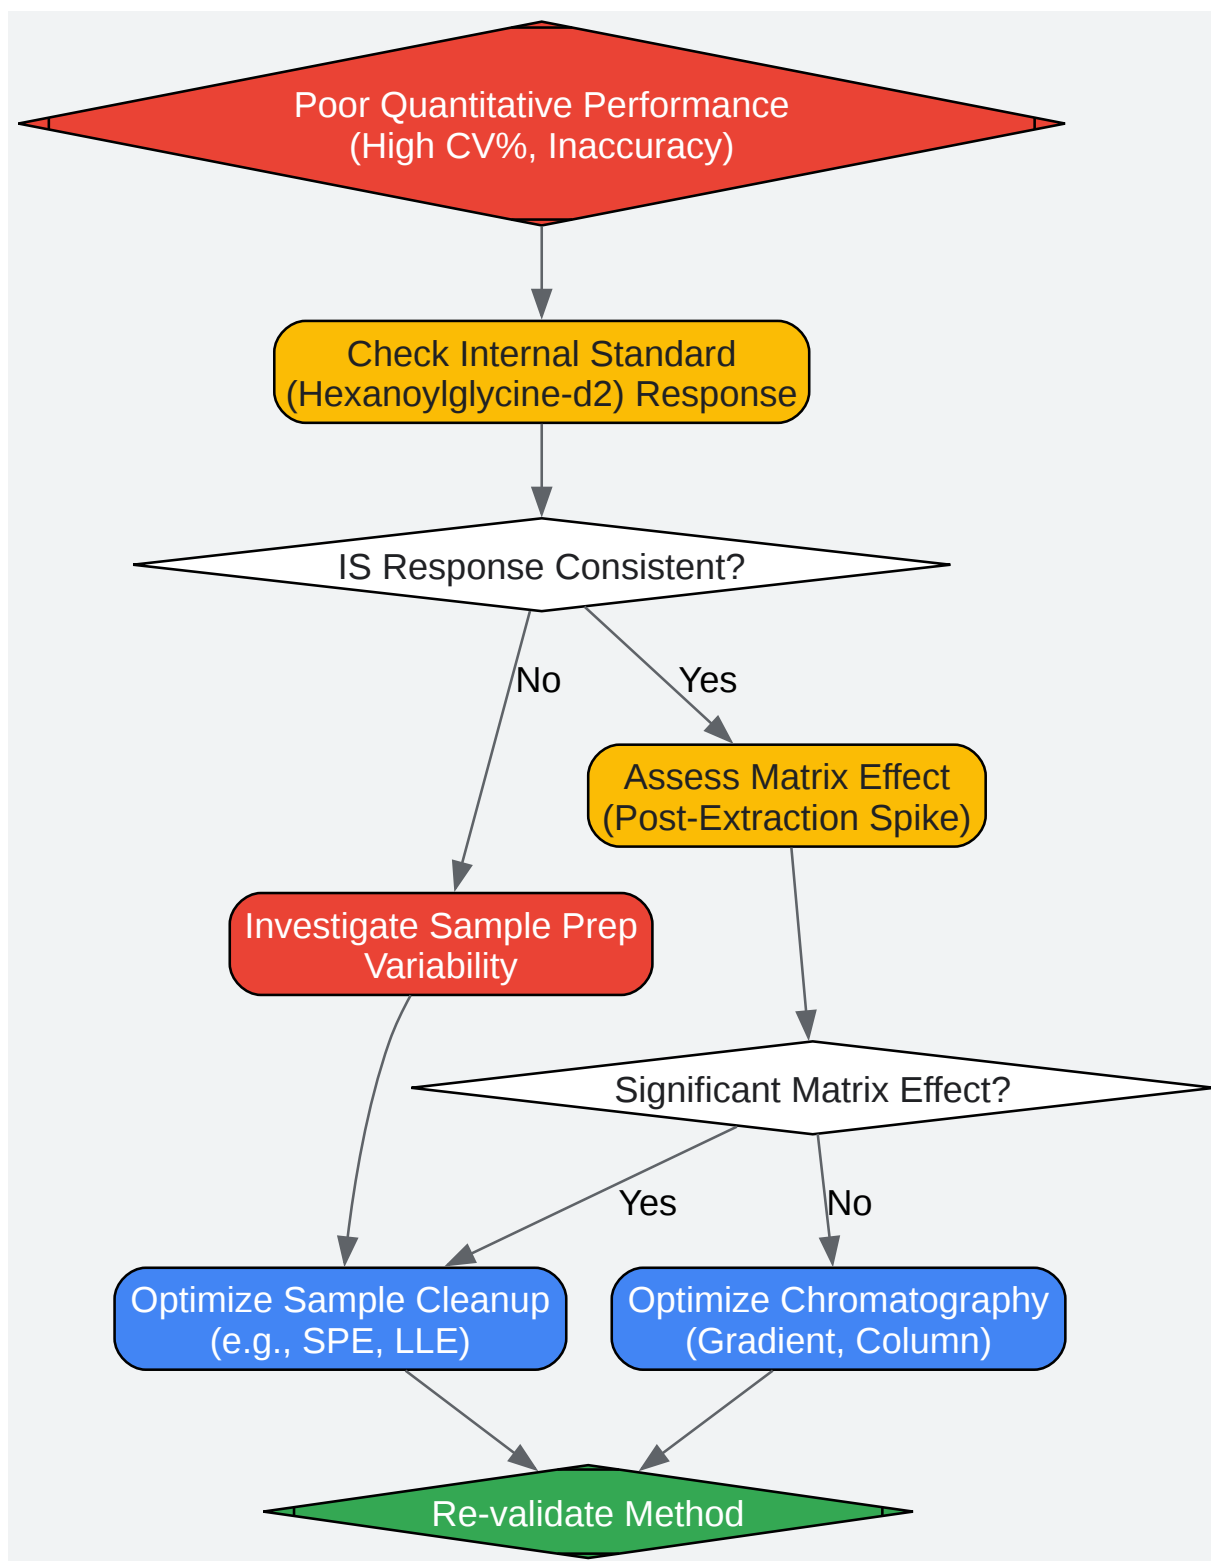 Poor Quantitative Performance
(High CV%, Inaccuracy)
Check Internal Standard
(Hexanoylglycine-d2) Response
IS Response Consistent?
No
Yes
Assess Matrix Effect
(Post-Extraction Spike)
Investigate Sample Prep
Variability
Significant Matrix Effect?
Yes
No
Optimize Sample Cleanup
(e.g., SPE, LLE)
Optimize Chromatography
(Gradient, Column)
Re-validate Method